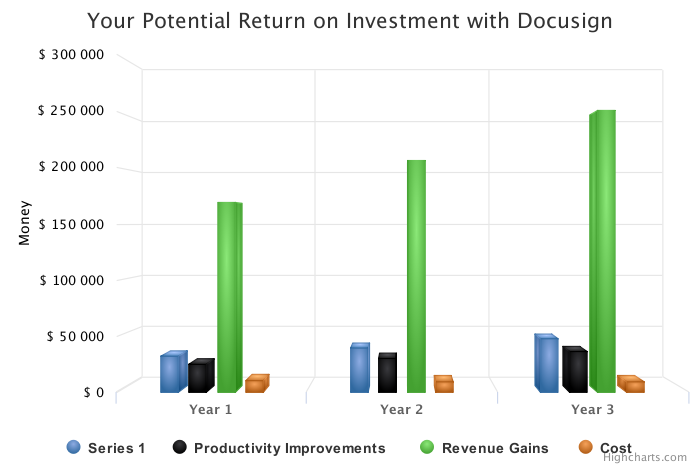 Your Potential Return on Investment with Docusign
$ 300 000
$ 250 000
$ 200 000
$ 150 000
$ 100 000
$ 50 000
$ 0
Money
Year 1 Year 2 Year 3
Series 1 Productivity Improvements Revenue Gains Cost
Highcharts.com